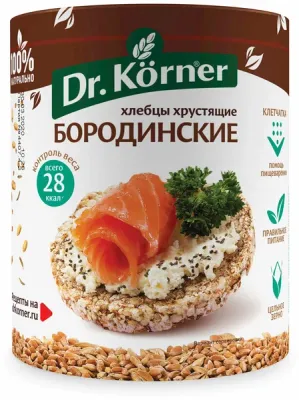 100%
НАТУРАЛЬНО
Dr. Körner
хлебцы хрустящие
БОРОДИНСКИЕ
контроль веса
всего
28
ккал
КЛЕТЧАТКА
ПОМОЩЬ
ПИЩЕВАРЕНИЮ
ПРАВИЛЬНОЕ
ПИТАНИЕ
ЦЕЛЬНОЕ
ЗЕРНО
рецепты на
dkorner.ru